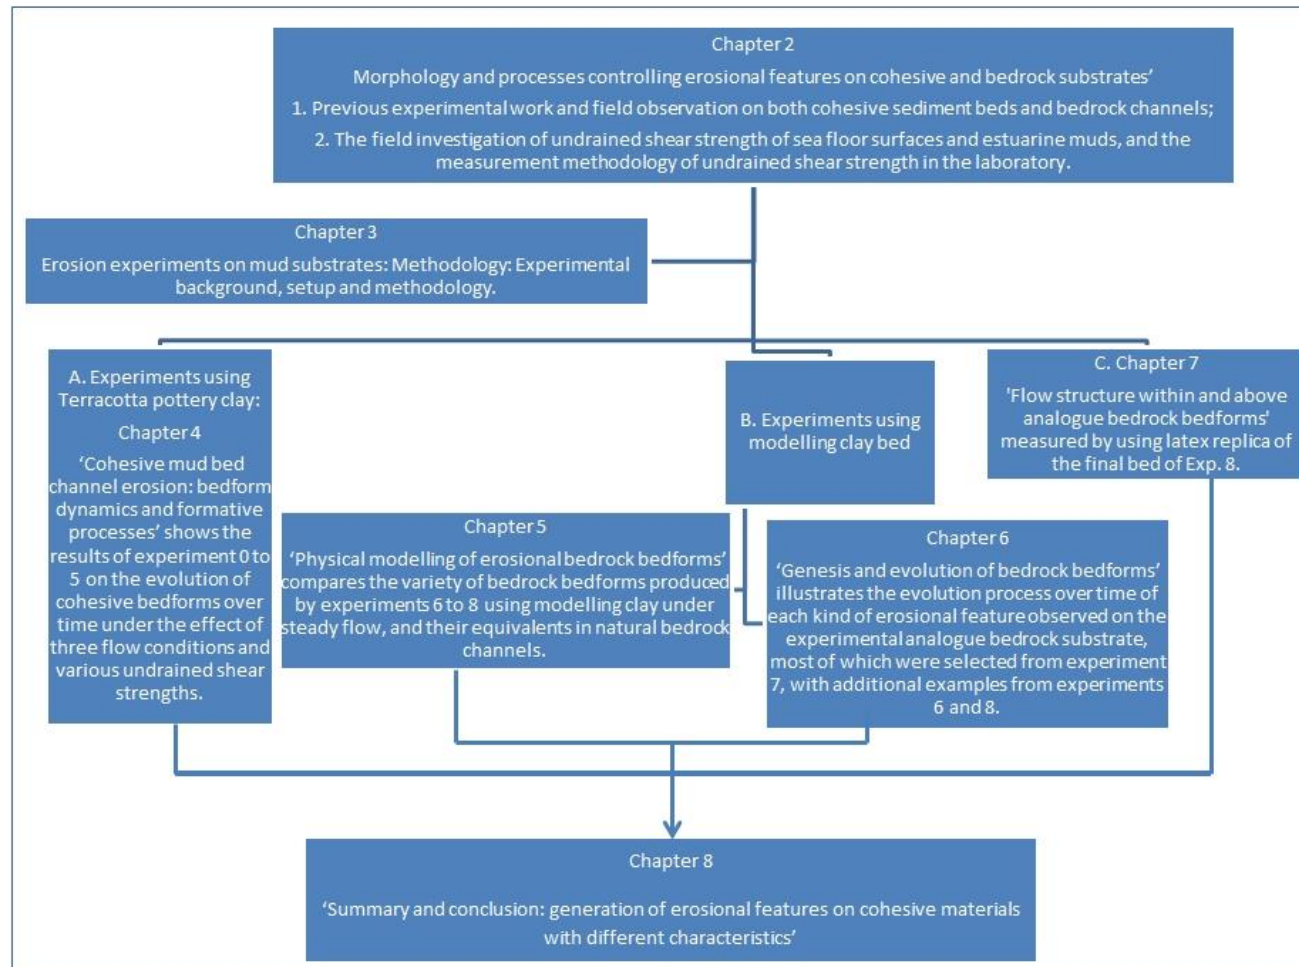 Chapter 2
Morphology and processes controlling erosional features on cohesive and bedrock substrates’
1. Previous experimental work and field observation on both cohesive sediment beds and bedrock channels;
2. The field investigation of undrained shear strength of sea floor surfaces and estuarine muds, and the
measurement methodology of undrained shear strength in the laboratory.
Chapter 3
Erosion experiments on mud substrates: Methodology: Experimental
background, setup and methodology.
A. Experiments using
Terracotta pottery clay:
Chapter 4
‘Cohesive mud bed
channel erosion: bedform
dynamics and formative
processes’ shows the
results of experiment 0 to
5 on the evolution of
cohesive bedforms over
time under the effect of
three flow conditions and
various undrained shear
strengths.
B. Experiments using
modelling clay bed
C. Chapter 7
'Flow structure within and above
analogue bedrock bedforms'
measured by using latex replica of
the final bed of Exp. 8.
Chapter 5
‘Physical modelling of erosional bedrock bedforms’
compares the variety of bedrock bedforms produced
by experiments 6 to 8 using modelling clay under
steady flow, and their equivalents in natural bedrock
channels.
Chapter 6
‘Genesis and evolution of bedrock bedforms’
illustrates the evolution process over time of
each kind of erosional feature observed on the
experimental analogue bedrock substrate,
most of which were selected from experiment
7, with additional examples from experiments
6 and 8.
Chapter 8
‘Summary and conclusion: generation of erosional features on cohesive materials
with different characteristics’